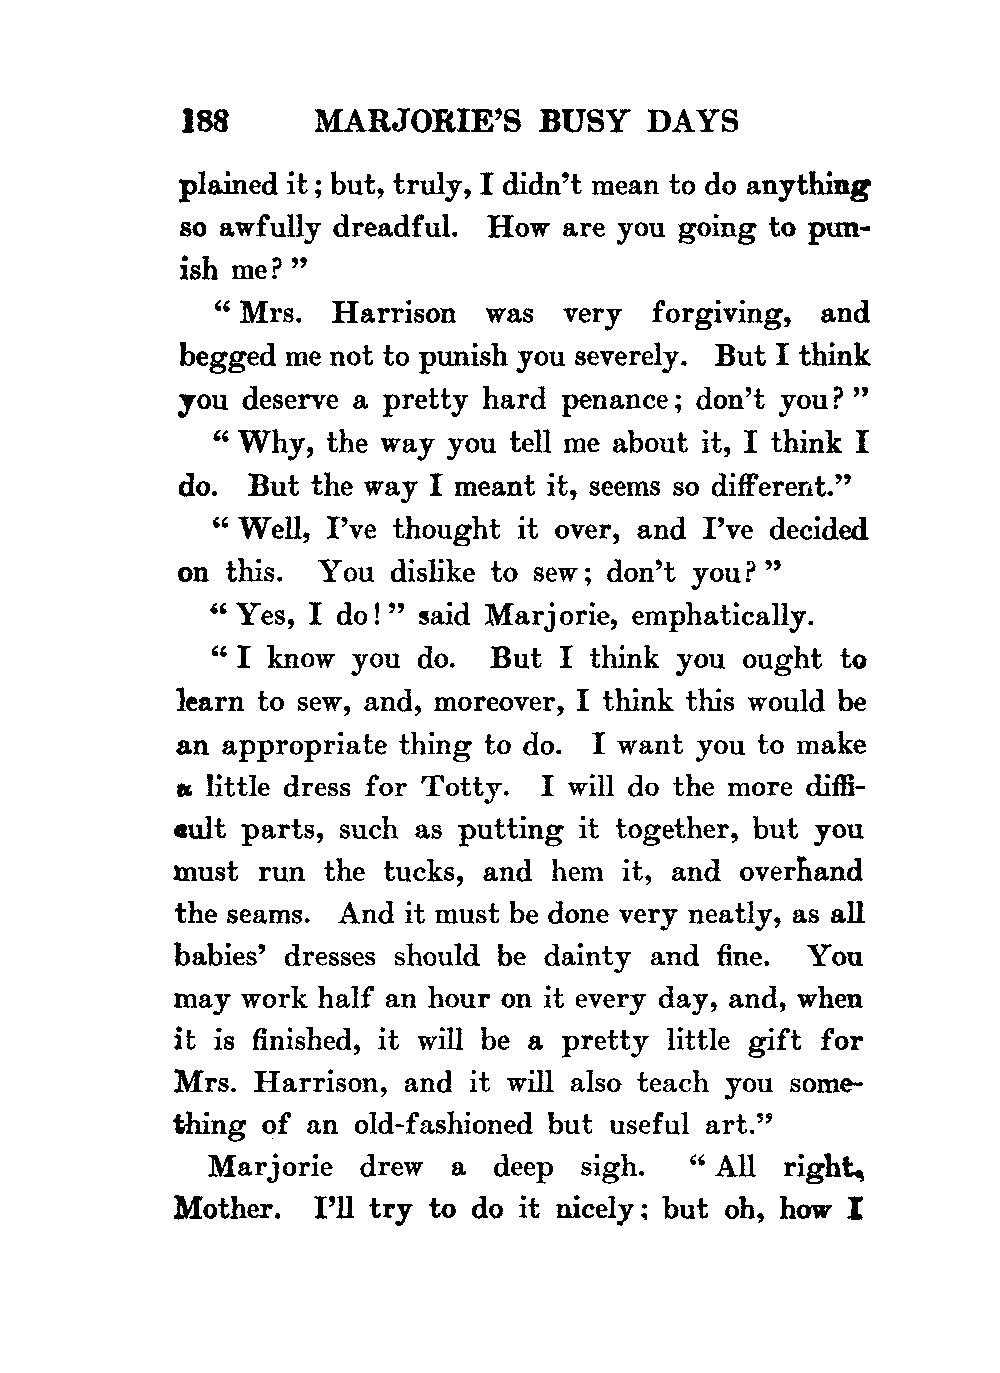 188 MARJORIE'S BUSY DAYS
plained it; but, truly, I didn't mean to do anything
so awfully dreadful. How are you going to pun-
ish me?"
"Mrs. Harrison was very forgiving, and
begged me not to punish you severely. But I think
you deserve a pretty hard penance; don't you?"
"Why, the way you tell me about it, I think I
do. But the way I meant it, seems so different."
"Well, I've thought it over, and I've decided
on this. You dislike to sew; don't you?"
"Yes, I do!" said Marjorie, emphatically.
"I know you do. But I think you ought to
learn to sew, and, moreover, I think this would be
an appropriate thing to do. I want you to make
a little dress for Totty. I will do the more diffi-
cult parts, such as putting it together, but you
must run the tucks, and hem it, and overhand
the seams. And it must be done very neatly, as all
babies' dresses should be dainty and fine. You
may work half an hour on it every day, and, when
it is finished, it will be a pretty little gift for
Mrs. Harrison, and it will also teach you some-
thing of an old-fashioned but useful art."
Marjorie drew a deep sigh. "All right,
Mother. I'll try to do it nicely; but oh, how I